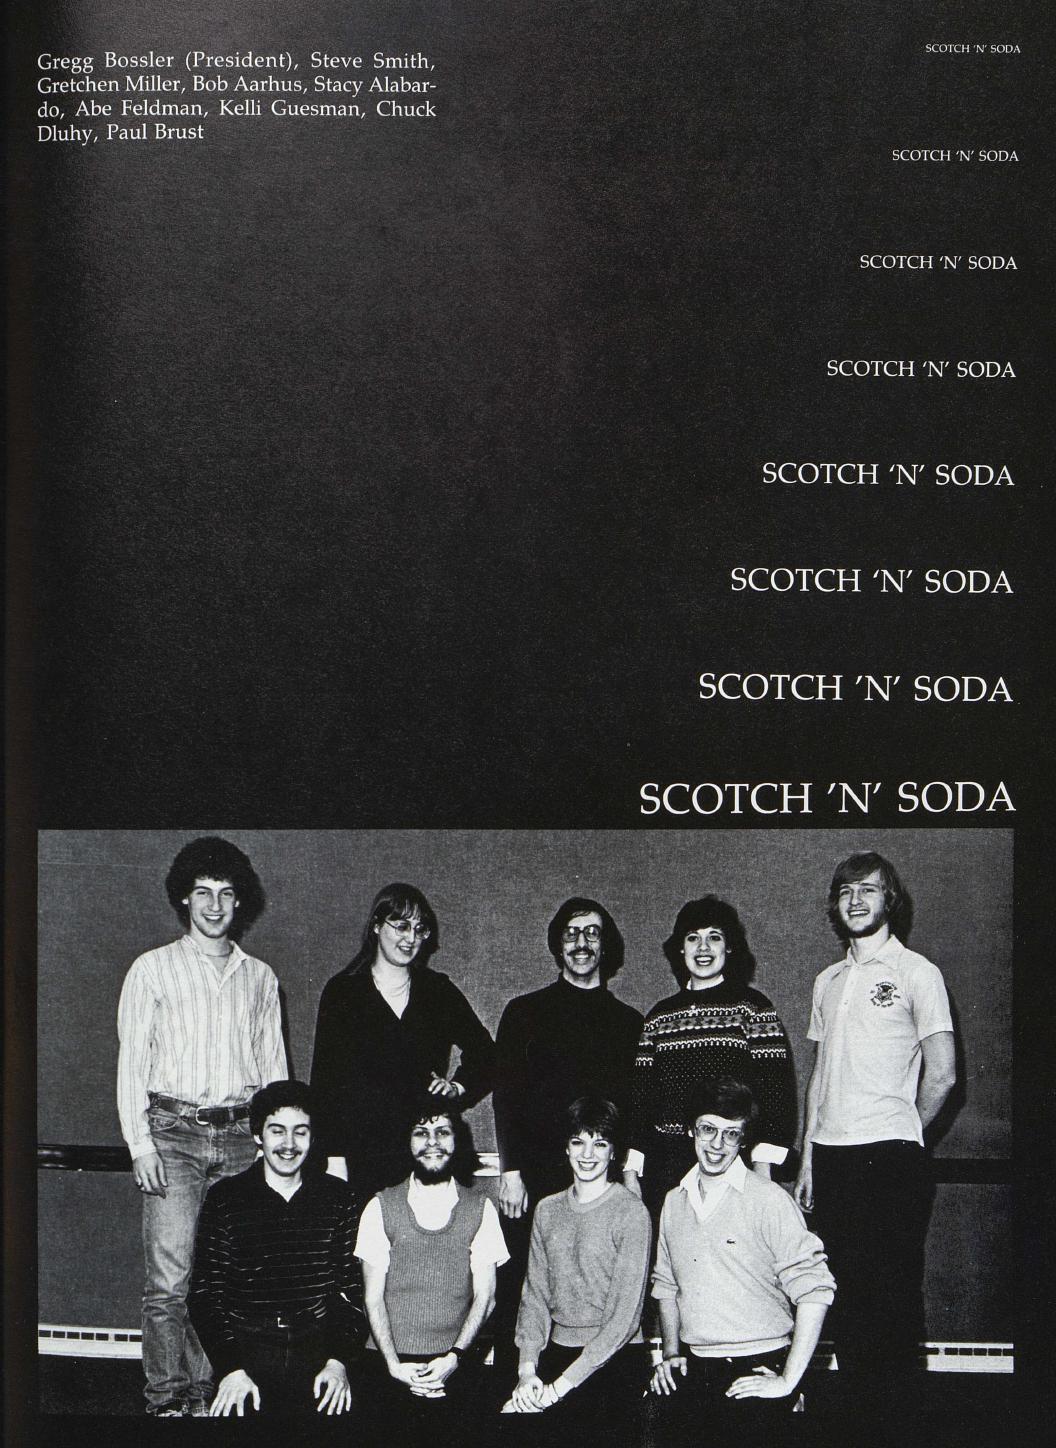 Gregg Bossler (President), Steve Smith,
Gretchen Miller, Bob Aarhus, Stacy Alabar-
do, Abe Feldman, Kelli Guesman, Chuck
Dluhy, Paul Brust
SCOTCH ‘N’ SODA
SCOTCH ‘N’ SODA
SCOTCH ‘N’ SODA
SCOTCH ‘N’ SODA
SCOTCH ‘N’ SODA
SCOTCH ‘N’ SODA
SCOTCH ’N’ SODA
SCOTCH ’N’ SODA